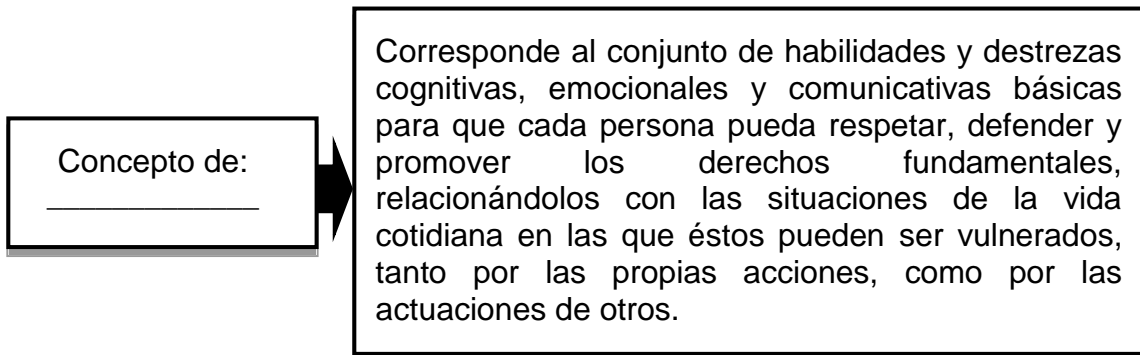 Concepto de:
_____________
Corresponde al conjunto de habilidades y destrezas
cognitivas, emocionales y comunicativas básicas
para que cada persona pueda respetar, defender y
promover los derechos fundamentales,
relacionándolos con las situaciones de la vida
cotidiana en las que éstos pueden ser vulnerados,
tanto por las propias acciones, como por las
actuaciones de otros.